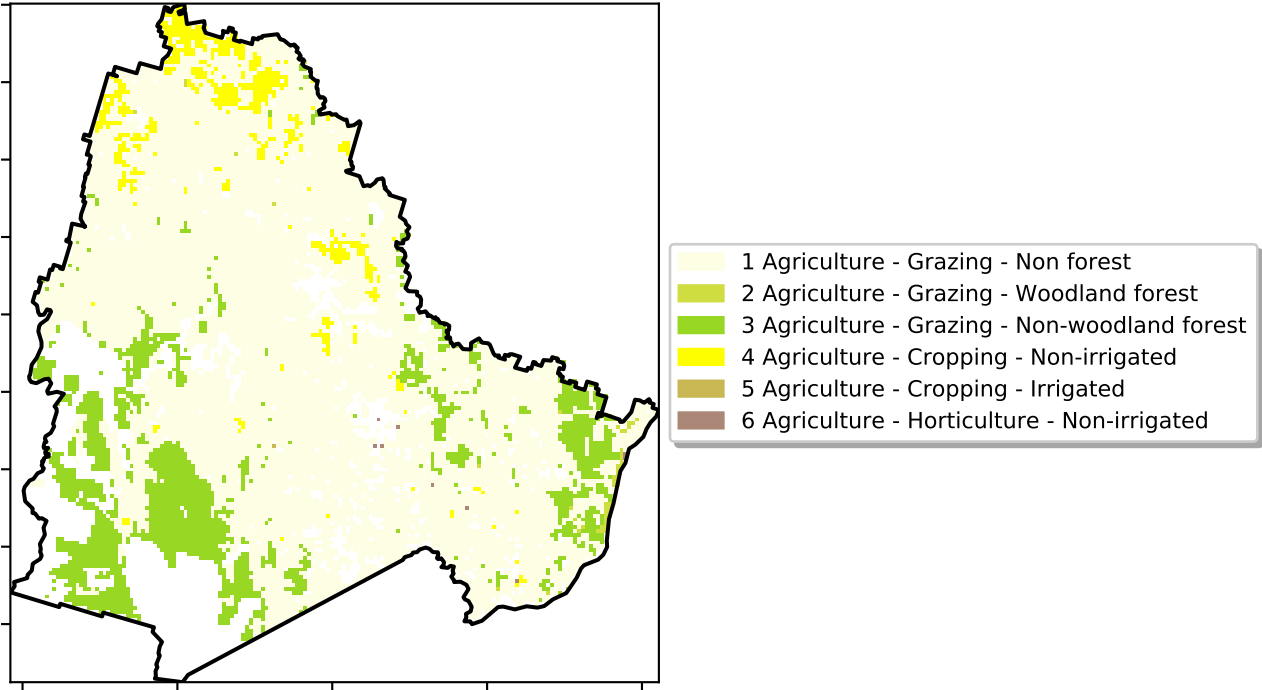 1 Agriculture - Grazing - Non forest
2 Agriculture - Grazing - Woodland forest
3 Agriculture - Grazing - Non-woodland forest
4 Agriculture - Cropping - Non-irrigated
5 Agriculture - Cropping - Irrigated
6 Agriculture - Horticulture - Non-irrigated